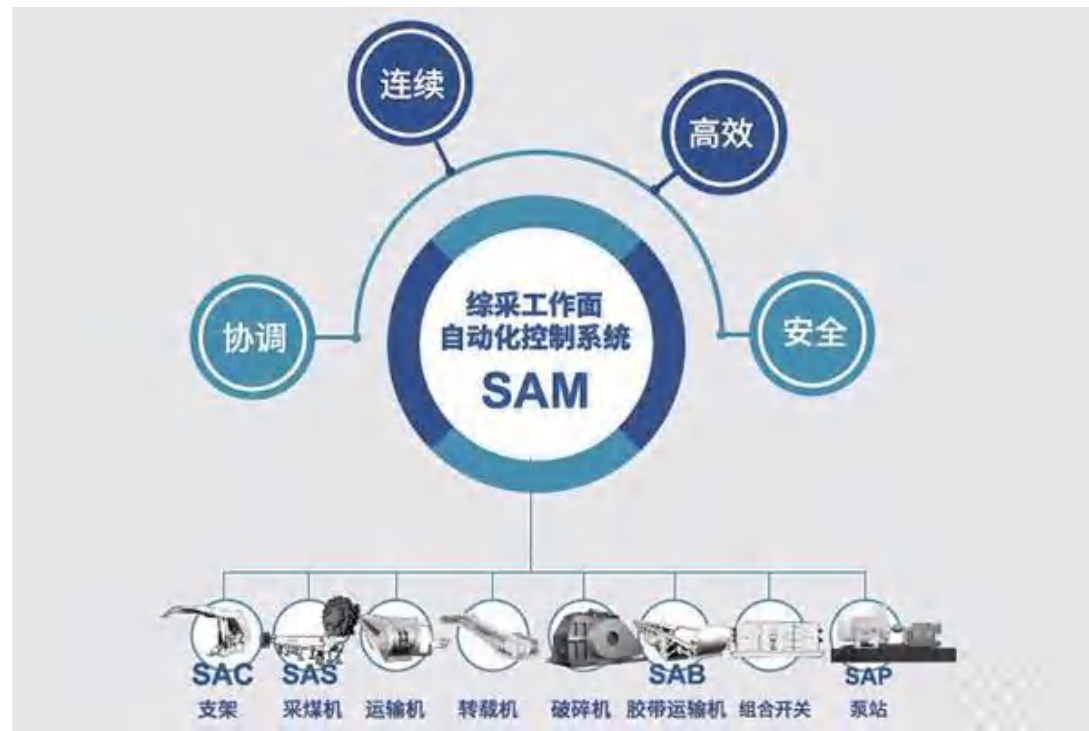 连续
高效
协调
安全
综采工作面
自动化控制系统
SAM
SAC
SAS
SAB
SAP
支架
采煤机
运输机
转载机
破碎机
胶带运输机
组合开关
泵站